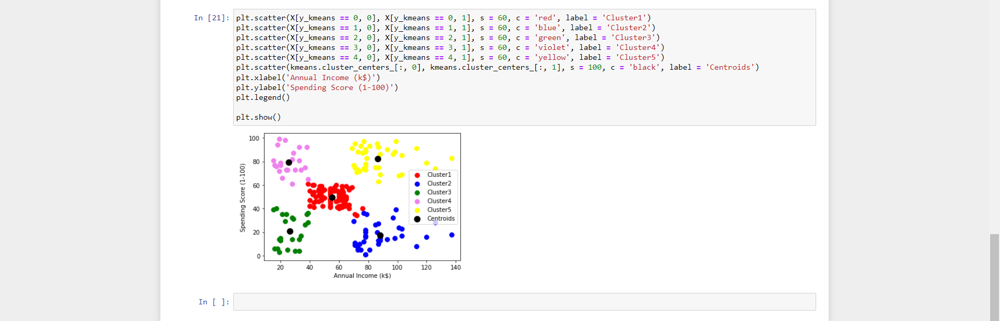 In [21]: plt.scatter(X[y_kmeans == 0, 0], X[y_kmeans == 0, 1], s = 60, c = 'red', label = 'Cluster1')
plt.scatter(X[y_kmeans == 1, 0], X[y_kmeans == 1, 1], s = 60, c = 'blue', label = 'Cluster2')
plt.scatter(X[y_kmeans == 2, 0], X[y_kmeans == 2, 1], s = 60, c = 'green', label = 'Cluster3')
plt.scatter(X[y_kmeans == 3, 0], X[y_kmeans == 3, 1], s = 60, c = 'violet', label = 'Cluster4')
plt.scatter(X[y_kmeans == 4, 0], X[y_kmeans == 4, 1], s = 60, c = 'yellow', label = 'Cluster5')
plt.scatter(kmeans.cluster_centers_[:, 0], kmeans.cluster_centers_[:, 1], s = 100, c = 'black', label = 'Centroids')
plt.xlabel('Annual Income (k$)')
plt.ylabel('Spending Score (1-100)')
plt.legend()
plt.show()
Spending Score (1-100)
100
80
60
40
20
0
Cluster1
Cluster2
Cluster3
Cluster4
Cluster5
Centroids
20 40 60 80 100 120 140
Annual Income (k$)
In [ ]: